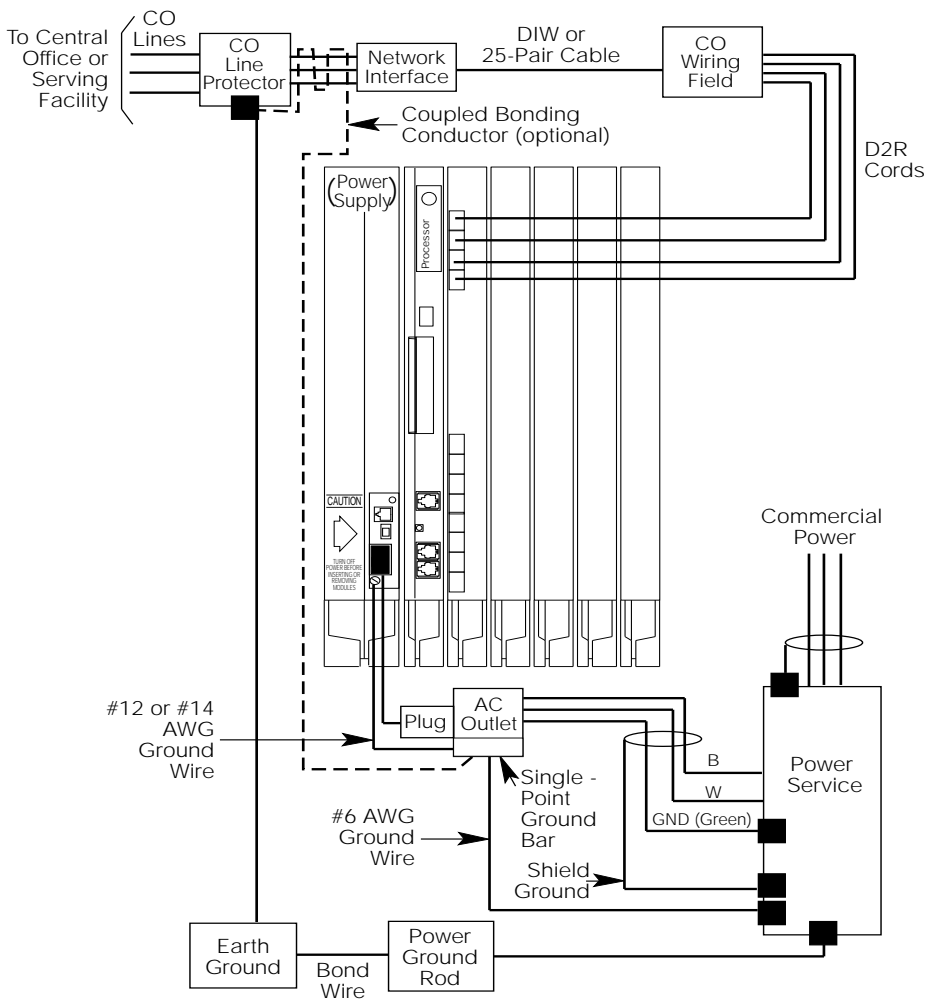 To Central
Office or
Serving
Facility
CO
Lines
CO
Line
Protector
Network
Interface
DIW or
25-Pair Cable
CO
Wiring
Field
Coupled Bonding
Conductor (optional)
D2R
Cords
(Power
Supply)
Processor
CAUTION
TURN OFF
POWER BEFORE
INSERTING OR
REMOVING
MODULES
Commercial
Power
#12 or #14
AWG
Ground
Wire
Plug
AC
Outlet
Single -
Point
Ground
Bar
#6 AWG
Ground
Wire
B
W
GND (Green)
Power
Service
Shield
Ground
Earth
Ground
Bond
Wire
Power
Ground
Rod